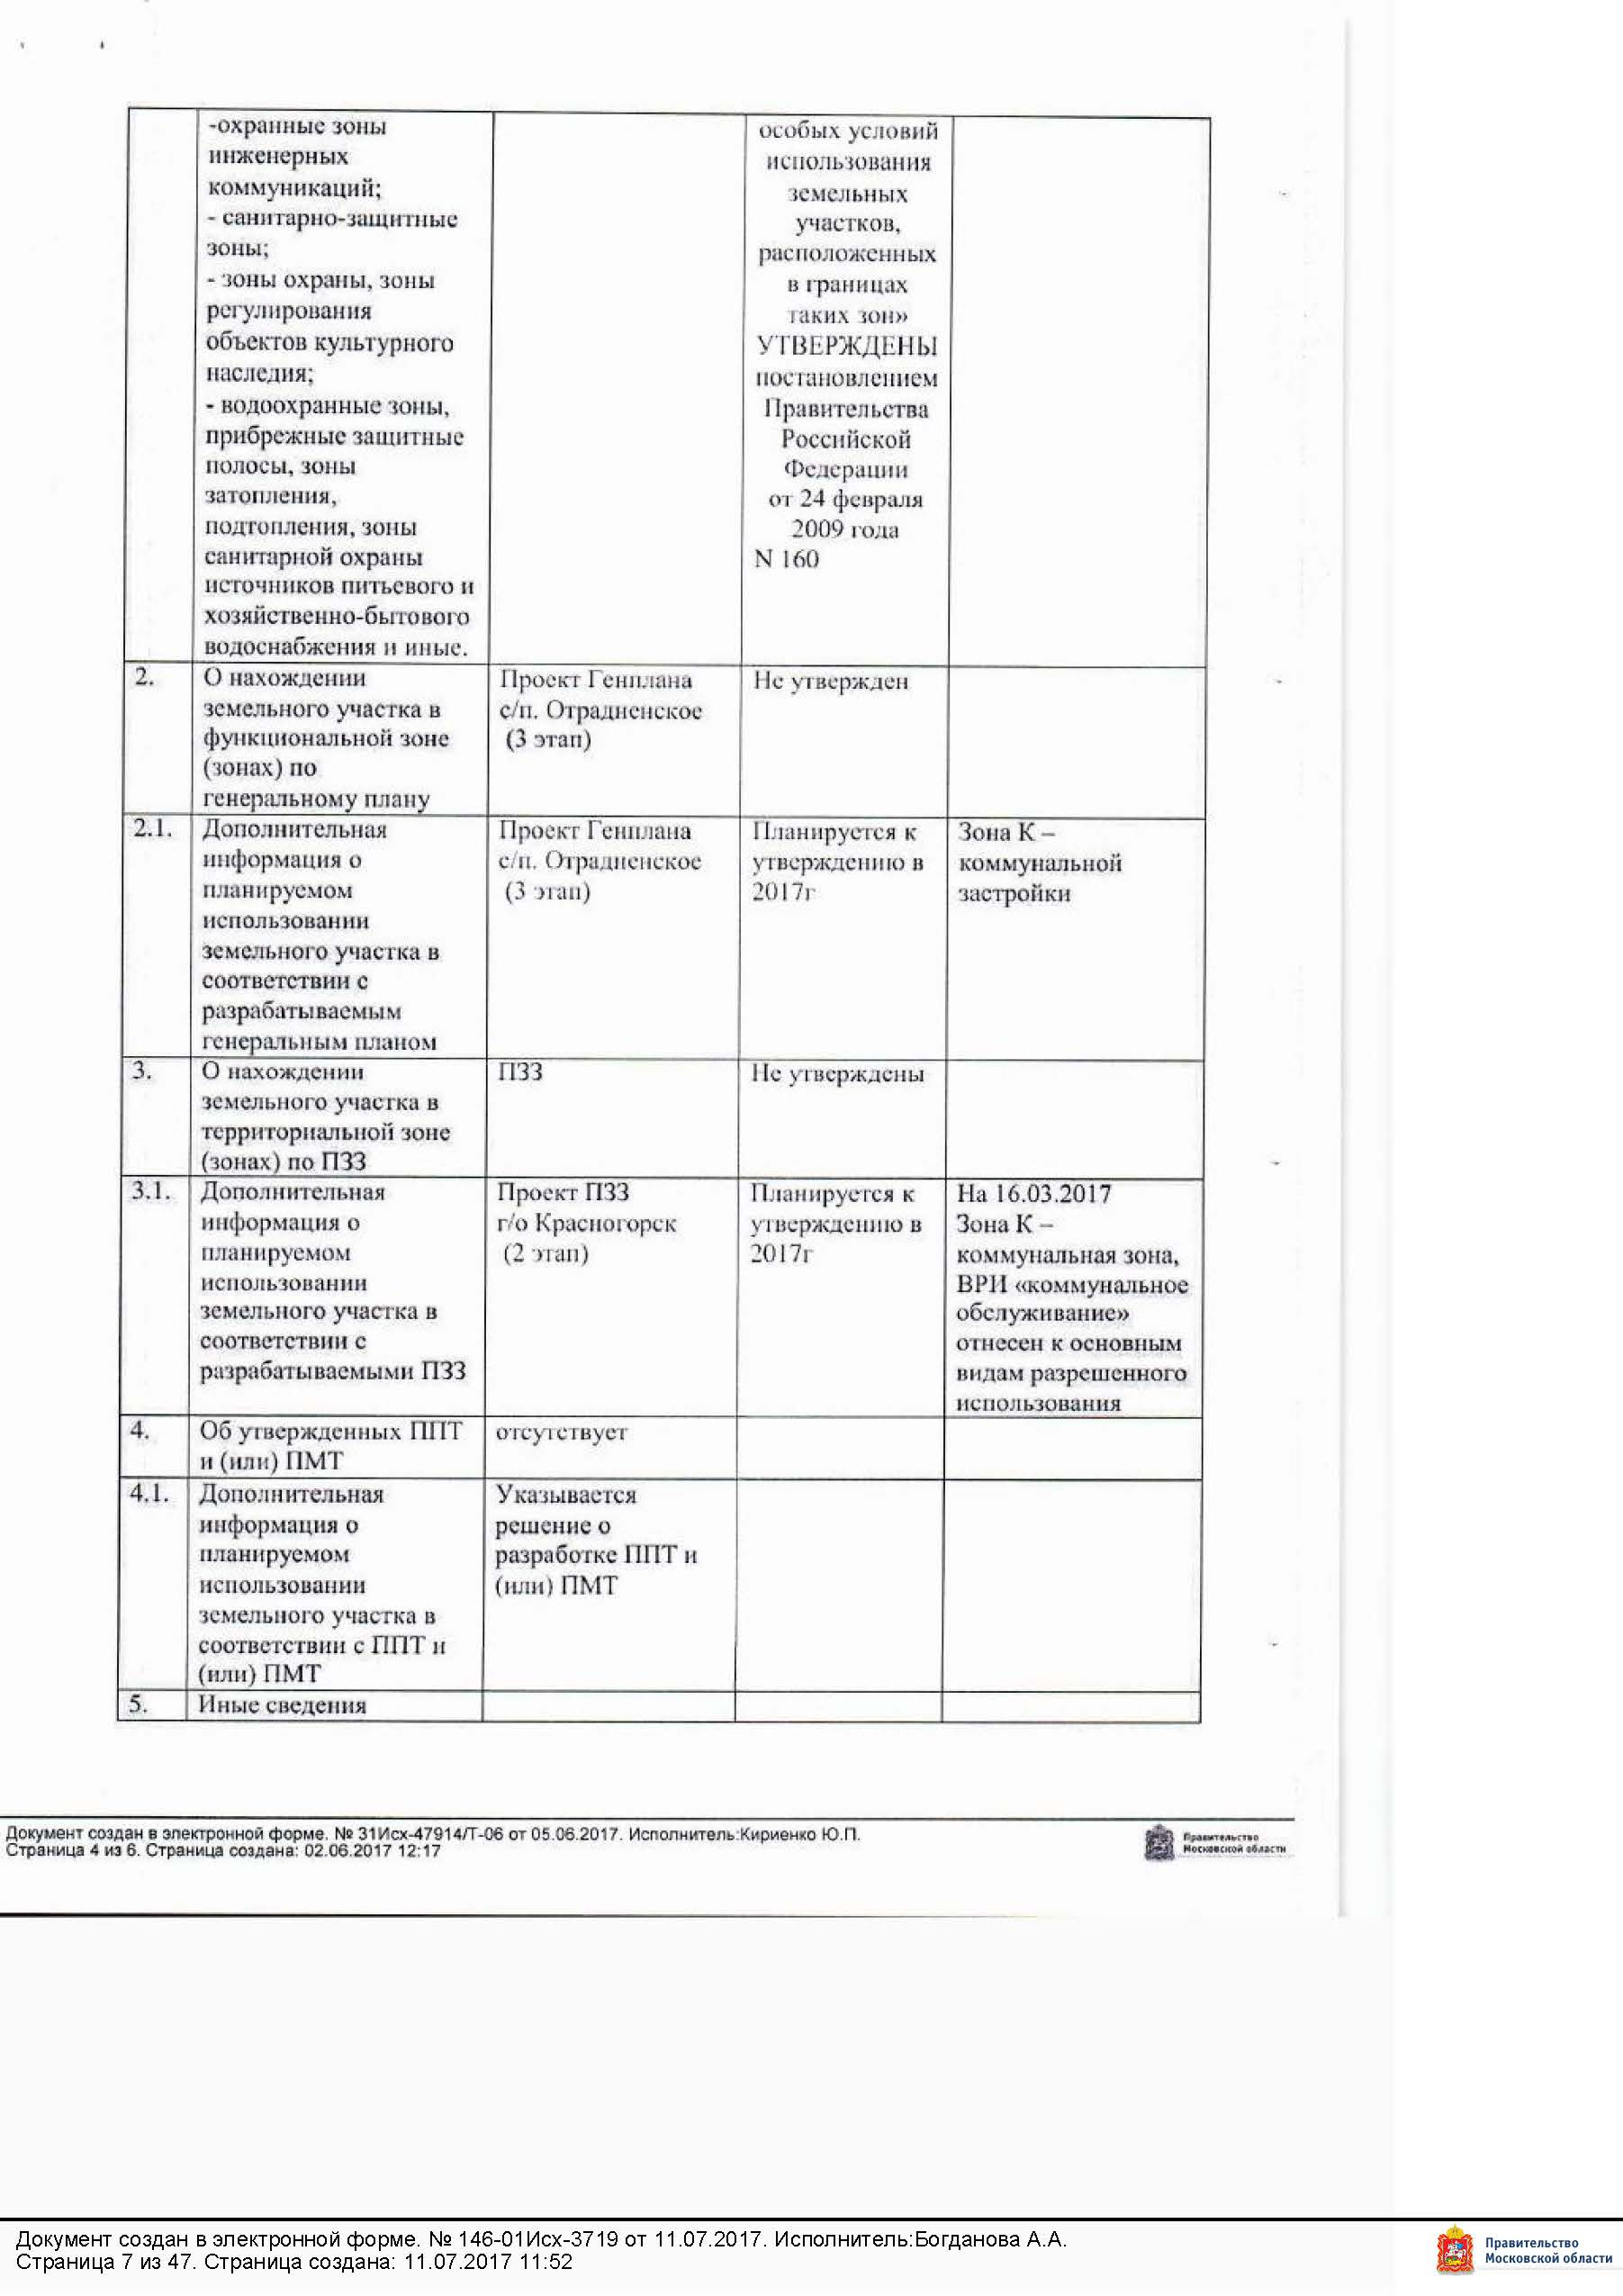 -охранные зоны
инженерных
коммуникаций;
- санитарно-защитные
зоны;
- зоны охраны, зоны
регулирования
объектов культурного
наследия;
- водоохранные зоны,
прибрежные защитные
полосы, зоны
затопления,
подтопления, зоны
санитарной охраны
источников питьевого и
хозяйственно-бытового
водоснабжения и иные.
особых условий
использования
земельных
участков,
расположенных
в границах
таких зон»
УТВЕРЖДЕНЫ
постановлением
Правительства
Российской
Федерации
от 24 февраля
2009 года
N 160
2.
О нахождении
земельного участка в
функциональной зоне
(зонах) по
генеральному плану
Проект Генплана
с/п. Отрадненское
(3 этап)
Не утвержден
2.1.
Дополнительная
информация о
планируемом
использовании
земельного участка в
соответствии с
разрабатываемым
генеральным планом
Проект Генплана
с/п. Отрадненское
(3 этап)
Планируется к
утверждению в
2017г
Зона К –
коммунальной
застройки
3.
О нахождении
земельного участка в
территориальной зоне
(зонах) по ПЗЗ
ПЗЗ
Не утверждены
3.1.
Дополнительная
информация о
планируемом
использовании
земельного участка в
соответствии с
разрабатываемыми ПЗЗ
Проект ПЗЗ
г/о Красногорск
(2 этап)
Планируется к
утверждению в
2017г
На 16.03.2017
Зона К –
коммунальная зона,
ВРИ «коммунальное
обслуживание»
отнесен к основным
видам разрешенного
использования
4.
Об утвержденных ППТ
и (или) ПМТ
отсутствует
4.1.
Дополнительная
информация о
планируемом
использовании
земельного участка в
соответствии с ППТ и
(или) ПМТ
Указывается
решение о
разработке ППТ и
(или) ПМТ
5.
Иные сведения
Документ создан в электронной форме. № 31Исх-47914/Т-06 от 05.06.2017. Исполнитель:Кириенко Ю.П.
Страница 4 из 6. Страница создана: 02.06.2017 12:17
Правительство
Московской области
Документ создан в электронной форме. № 146-01Исх-3719 от 11.07.2017. Исполнитель:Богданова А.А.
Страница 7 из 47. Страница создана: 11.07.2017 11:52
Правительство
Московской области